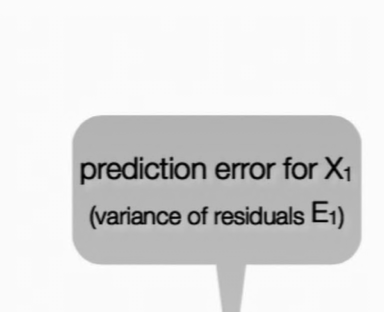 prediction error for X₁
(variance of residuals E₁)